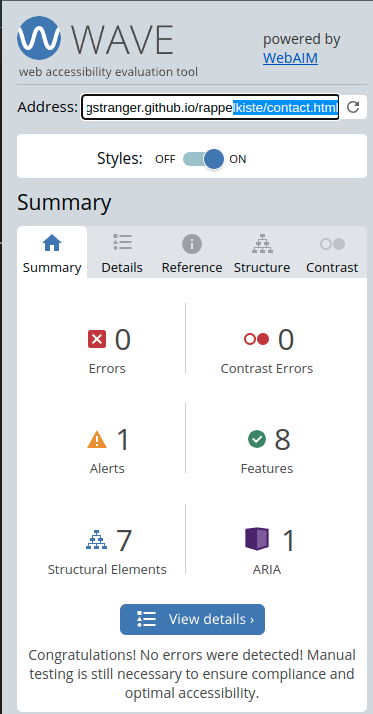 WAVE
powered by
WebAIM
web accessibility evaluation tool
Address: gstranger.github.io/rappelkiste/contact.html
Styles: OFF ON
Summary
Summary Details Reference Structure Contrast
0
Errors
0
Contrast Errors
1
Alerts
8
Features
7
Structural Elements
1
ARIA
View details ›
Congratulations! No errors were detected! Manual
testing is still necessary to ensure compliance and
optimal accessibility.